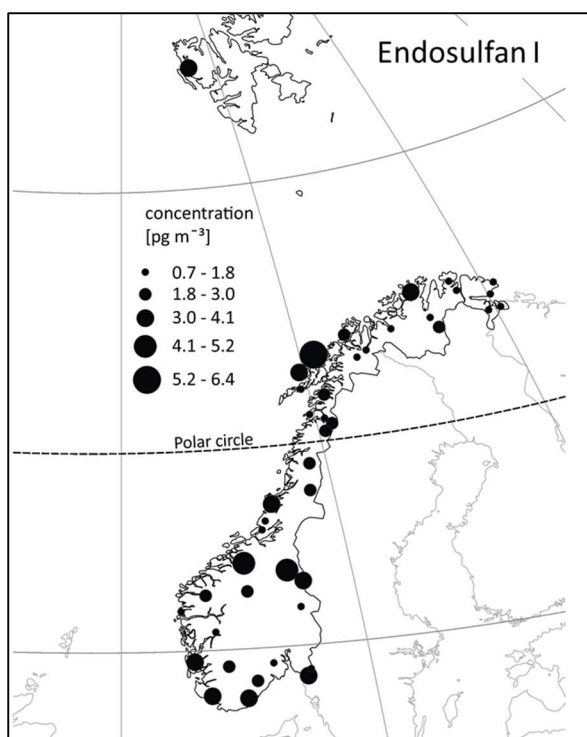 Endosulfan I
concentration
[pg m⁻³]
0.7 - 1.8
1.8 - 3.0
3.0 - 4.1
4.1 - 5.2
5.2 - 6.4
Polar circle